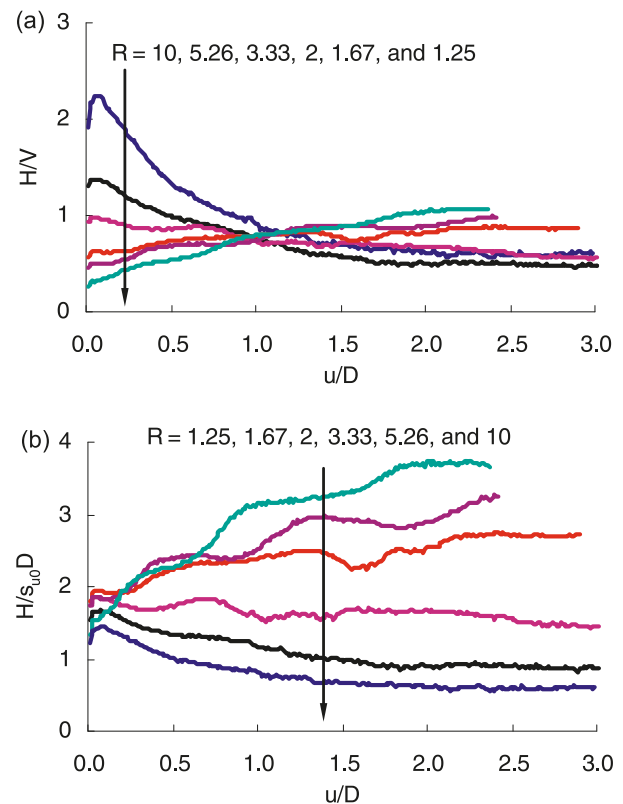 (a)
R = 10, 5.26, 3.33, 2, 1.67, and 1.25
3
2
1
0
H/V
0.0 0.5 1.0 1.5 2.0 2.5 3.0
u/D
(b)
R = 1.25, 1.67, 2, 3.33, 5.26, and 10
4
3
2
1
0
H/su0D
0.0 0.5 1.0 1.5 2.0 2.5 3.0
u/D